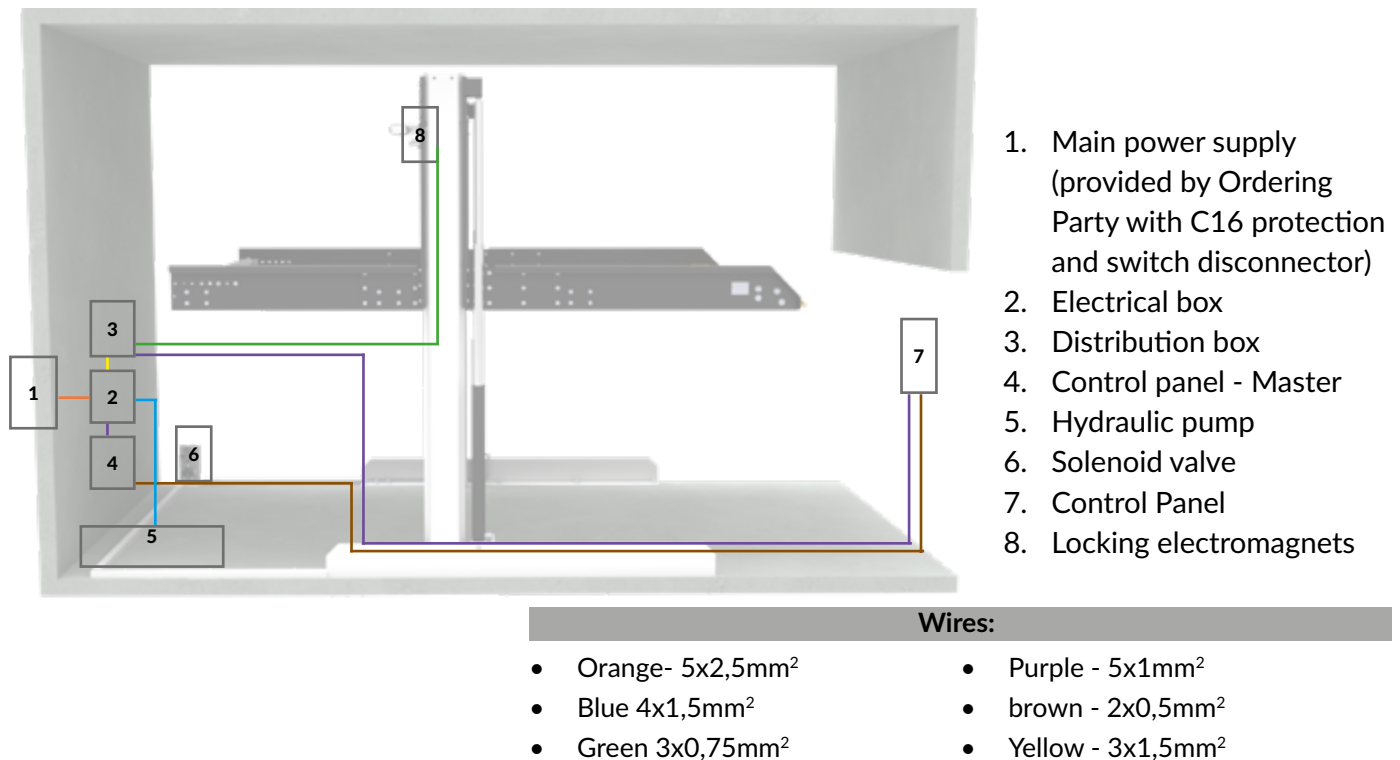 8
3
1
2
7
6
4
5
1. Main power supply
(provided by Ordering
Party with C16 protection
and switch disconnector)
2. Electrical box
3. Distribution box
4. Control panel - Master
5. Hydraulic pump
6. Solenoid valve
7. Control Panel
8. Locking electromagnets
Wires:
• Orange- 5x2,5mm²
• Blue 4x1,5mm²
• Green 3x0,75mm²
• Purple - 5x1mm²
• brown - 2x0,5mm²
• Yellow - 3x1,5mm²